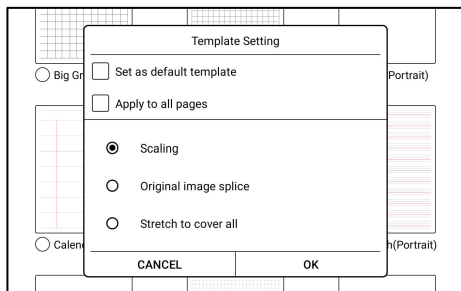 Template Setting
Set as default template
Big Gr
Portrait)
Apply to all pages
Scaling
Original image splice
Stretch to cover all
Calen
h(Portrait)
CANCEL
OK